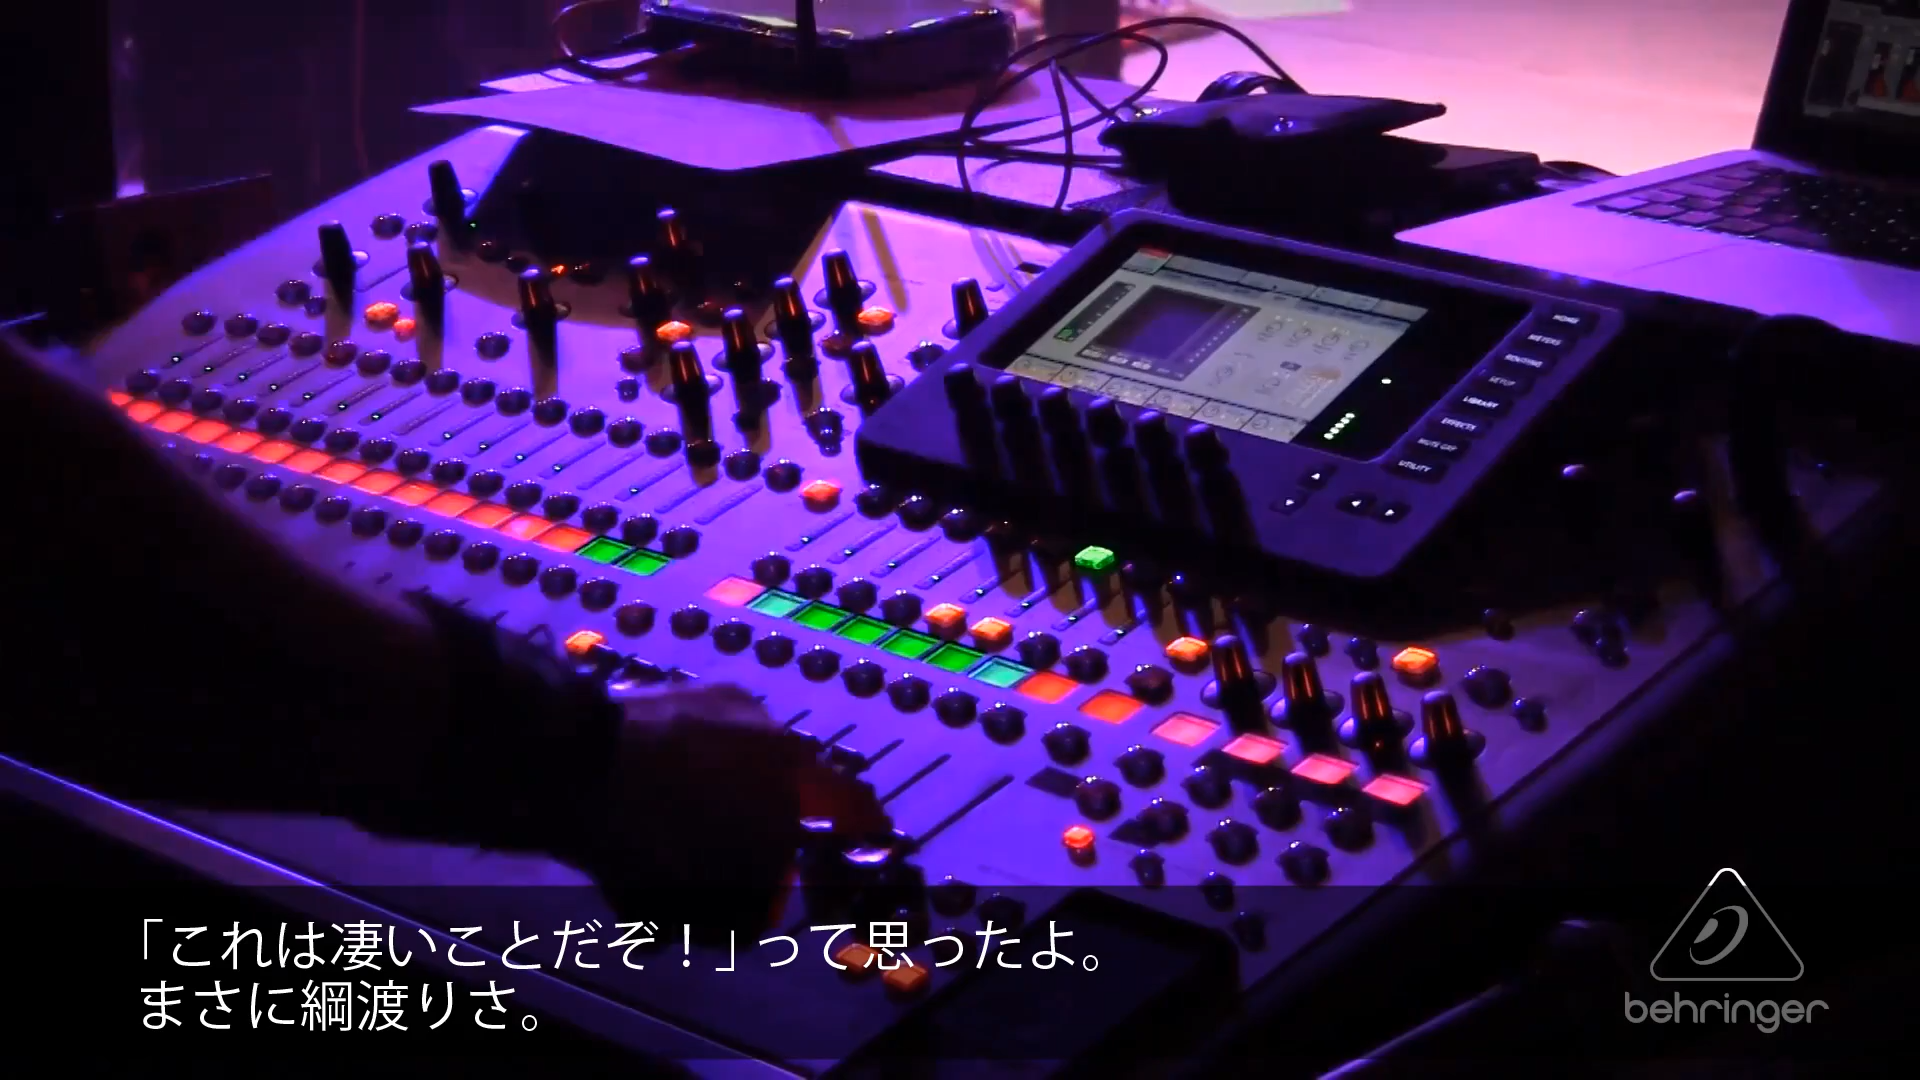 HOME
METERS
ROUTING
SETUP
LIBRARY
EFFECTS
MUTE GRP
UTILITY
「これは凄いことだぞ！」って思ったよ。
まさに綱渡りさ。
behringer